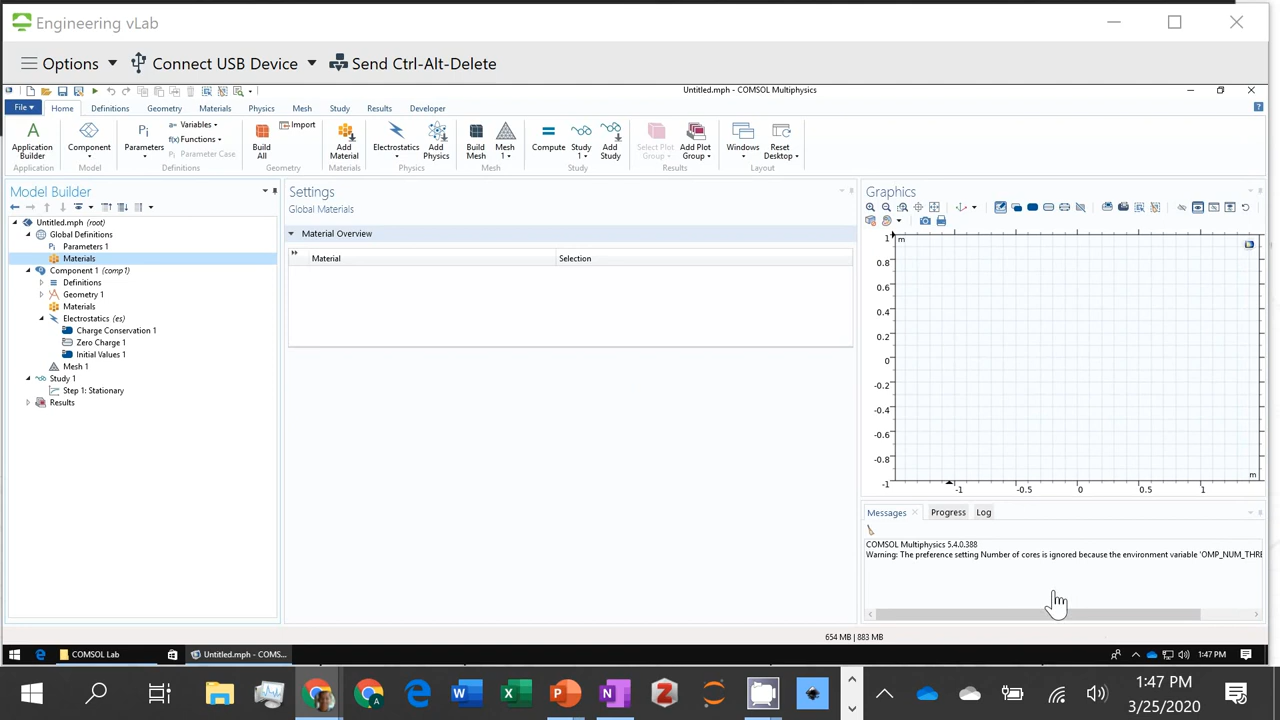 Engineering vLab
Options Connect USB Device Send Ctrl-Alt-Delete
Untitled.mph - COMSOL Multiphysics
File Home Definitions Geometry Materials Physics Mesh Study Results Developer
Application Builder
Application
Component
Model
Parameters
a= Variables
f(x) Functions
Parameter Case
Definitions
Build All
Import
Geometry
Add Material
Materials
Electrostatics
Add Physics
Physics
Build Mesh
Mesh 1
Mesh
Compute
Study 1
Add Study
Study
Select Plot Group
Add Plot Group
Results
Windows
Reset Desktop
Layout
Model Builder
Untitled.mph (root)
Global Definitions
Pi Parameters 1
Materials
Component 1 (comp1)
Definitions
Geometry 1
Materials
Electrostatics (es)
Charge Conservation 1
Zero Charge 1
Initial Values 1
Mesh 1
Study 1
Step 1: Stationary
Results
Settings
Global Materials
Material Overview
Material Selection
Graphics
m
1
0.8
0.6
0.4
0.2
0
-0.2
-0.4
-0.6
-0.8
-1
-1 -0.5 0 0.5 1
m
Messages Progress Log
COMSOL Multiphysics 5.4.0.388
Warning: The preference setting Number of cores is ignored because the environment variable 'OMP_NUM_THRE
654 MB | 883 MB
COMSOL Lab
Untitled.mph - COMS...
1:47 PM
1:47 PM
3/25/2020